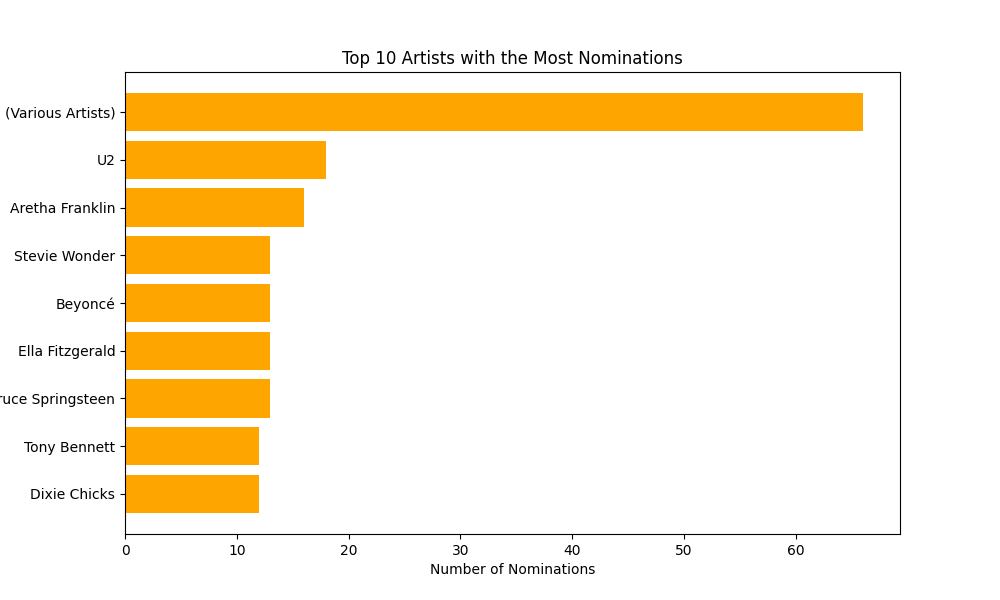 Top 10 Artists with the Most Nominations
(Various Artists)
U2
Aretha Franklin
Stevie Wonder
Beyoncé
Ella Fitzgerald
ruce Springsteen
Tony Bennett
Dixie Chicks
0 10 20 30 40 50 60
Number of Nominations